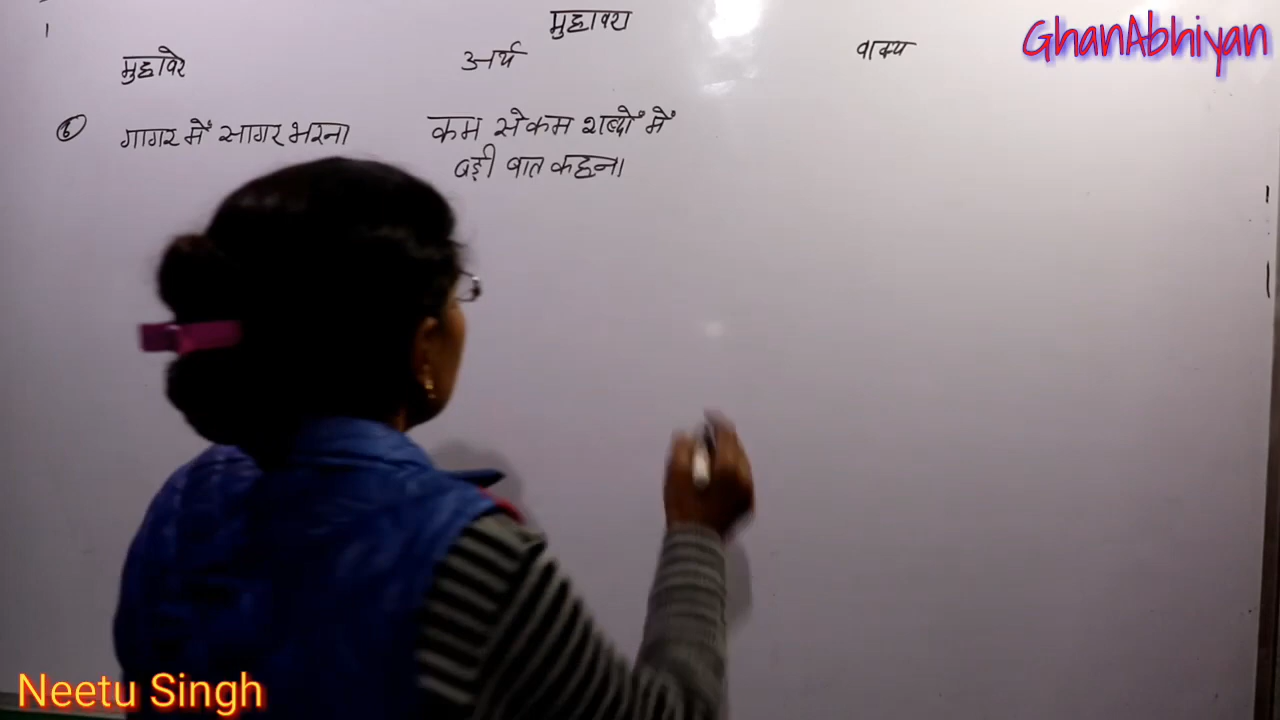 मुहावरा
GhanAbhiyan
मुहावरे
अर्थ
वाक्य
6 गागर में सागर भरना
कम से कम शब्दों में
बड़ी बात कहना
Neetu Singh